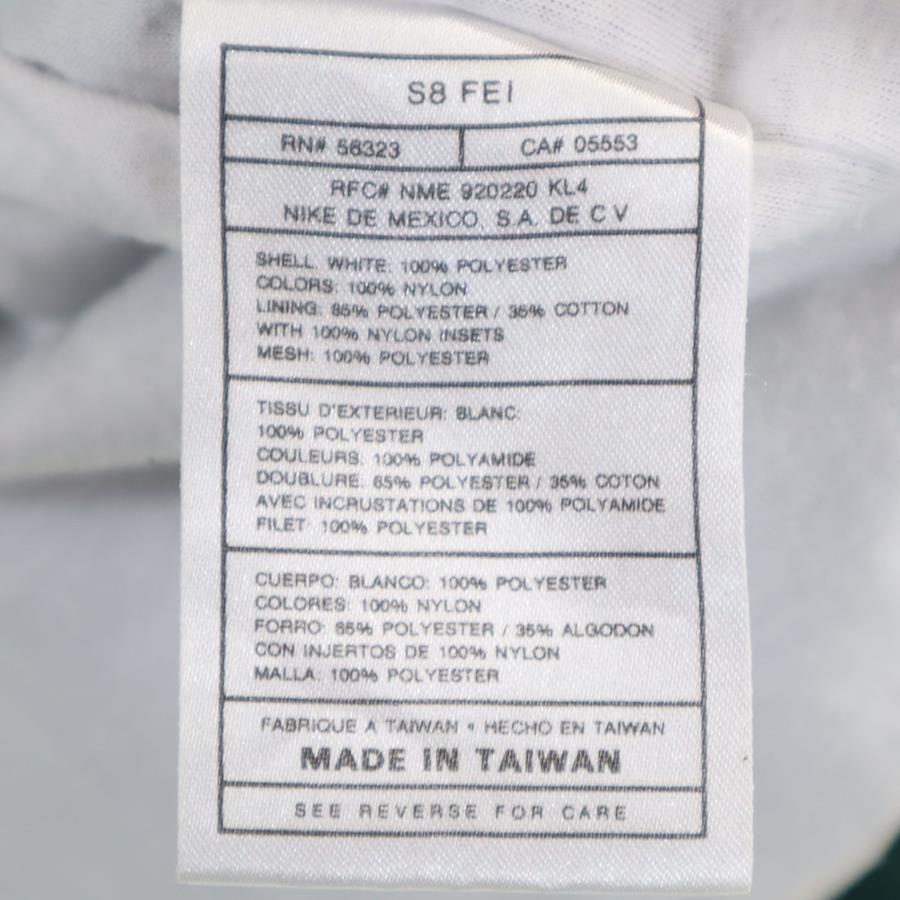 S8 FEI
RN# 56323
CA# 05553
RFC# NME 920220 KL4
NIKE DE MEXICO, S.A. DE C V
SHELL. WHITE: 100% POLYESTER
COLORS: 100% NYLON
LINING: 65% POLYESTER / 35% COTTON
WITH 100% NYLON INSETS
MESH: 100% POLYESTER
TISSU D'EXTERIEUR: BLANC:
100% POLYESTER
COULEURS: 100% POLYAMIDE
DOUBLURE: 65% POLYESTER / 35% COTON
AVEC INCRUSTATIONS DE 100% POLYAMIDE
FILET 100% POLYESTER
CUERPO: BLANCO: 100% POLYESTER
COLORES: 100% NYLON
FORRO: 65% POLYESTER / 35% ALGODON
CON INJERTOS DE 100% NYLON
MALLA: 100% POLYESTER
FABRIQUE A TAIWAN • HECHO EN TAIWAN
MADE IN TAIWAN
SEE REVERSE FOR CARE